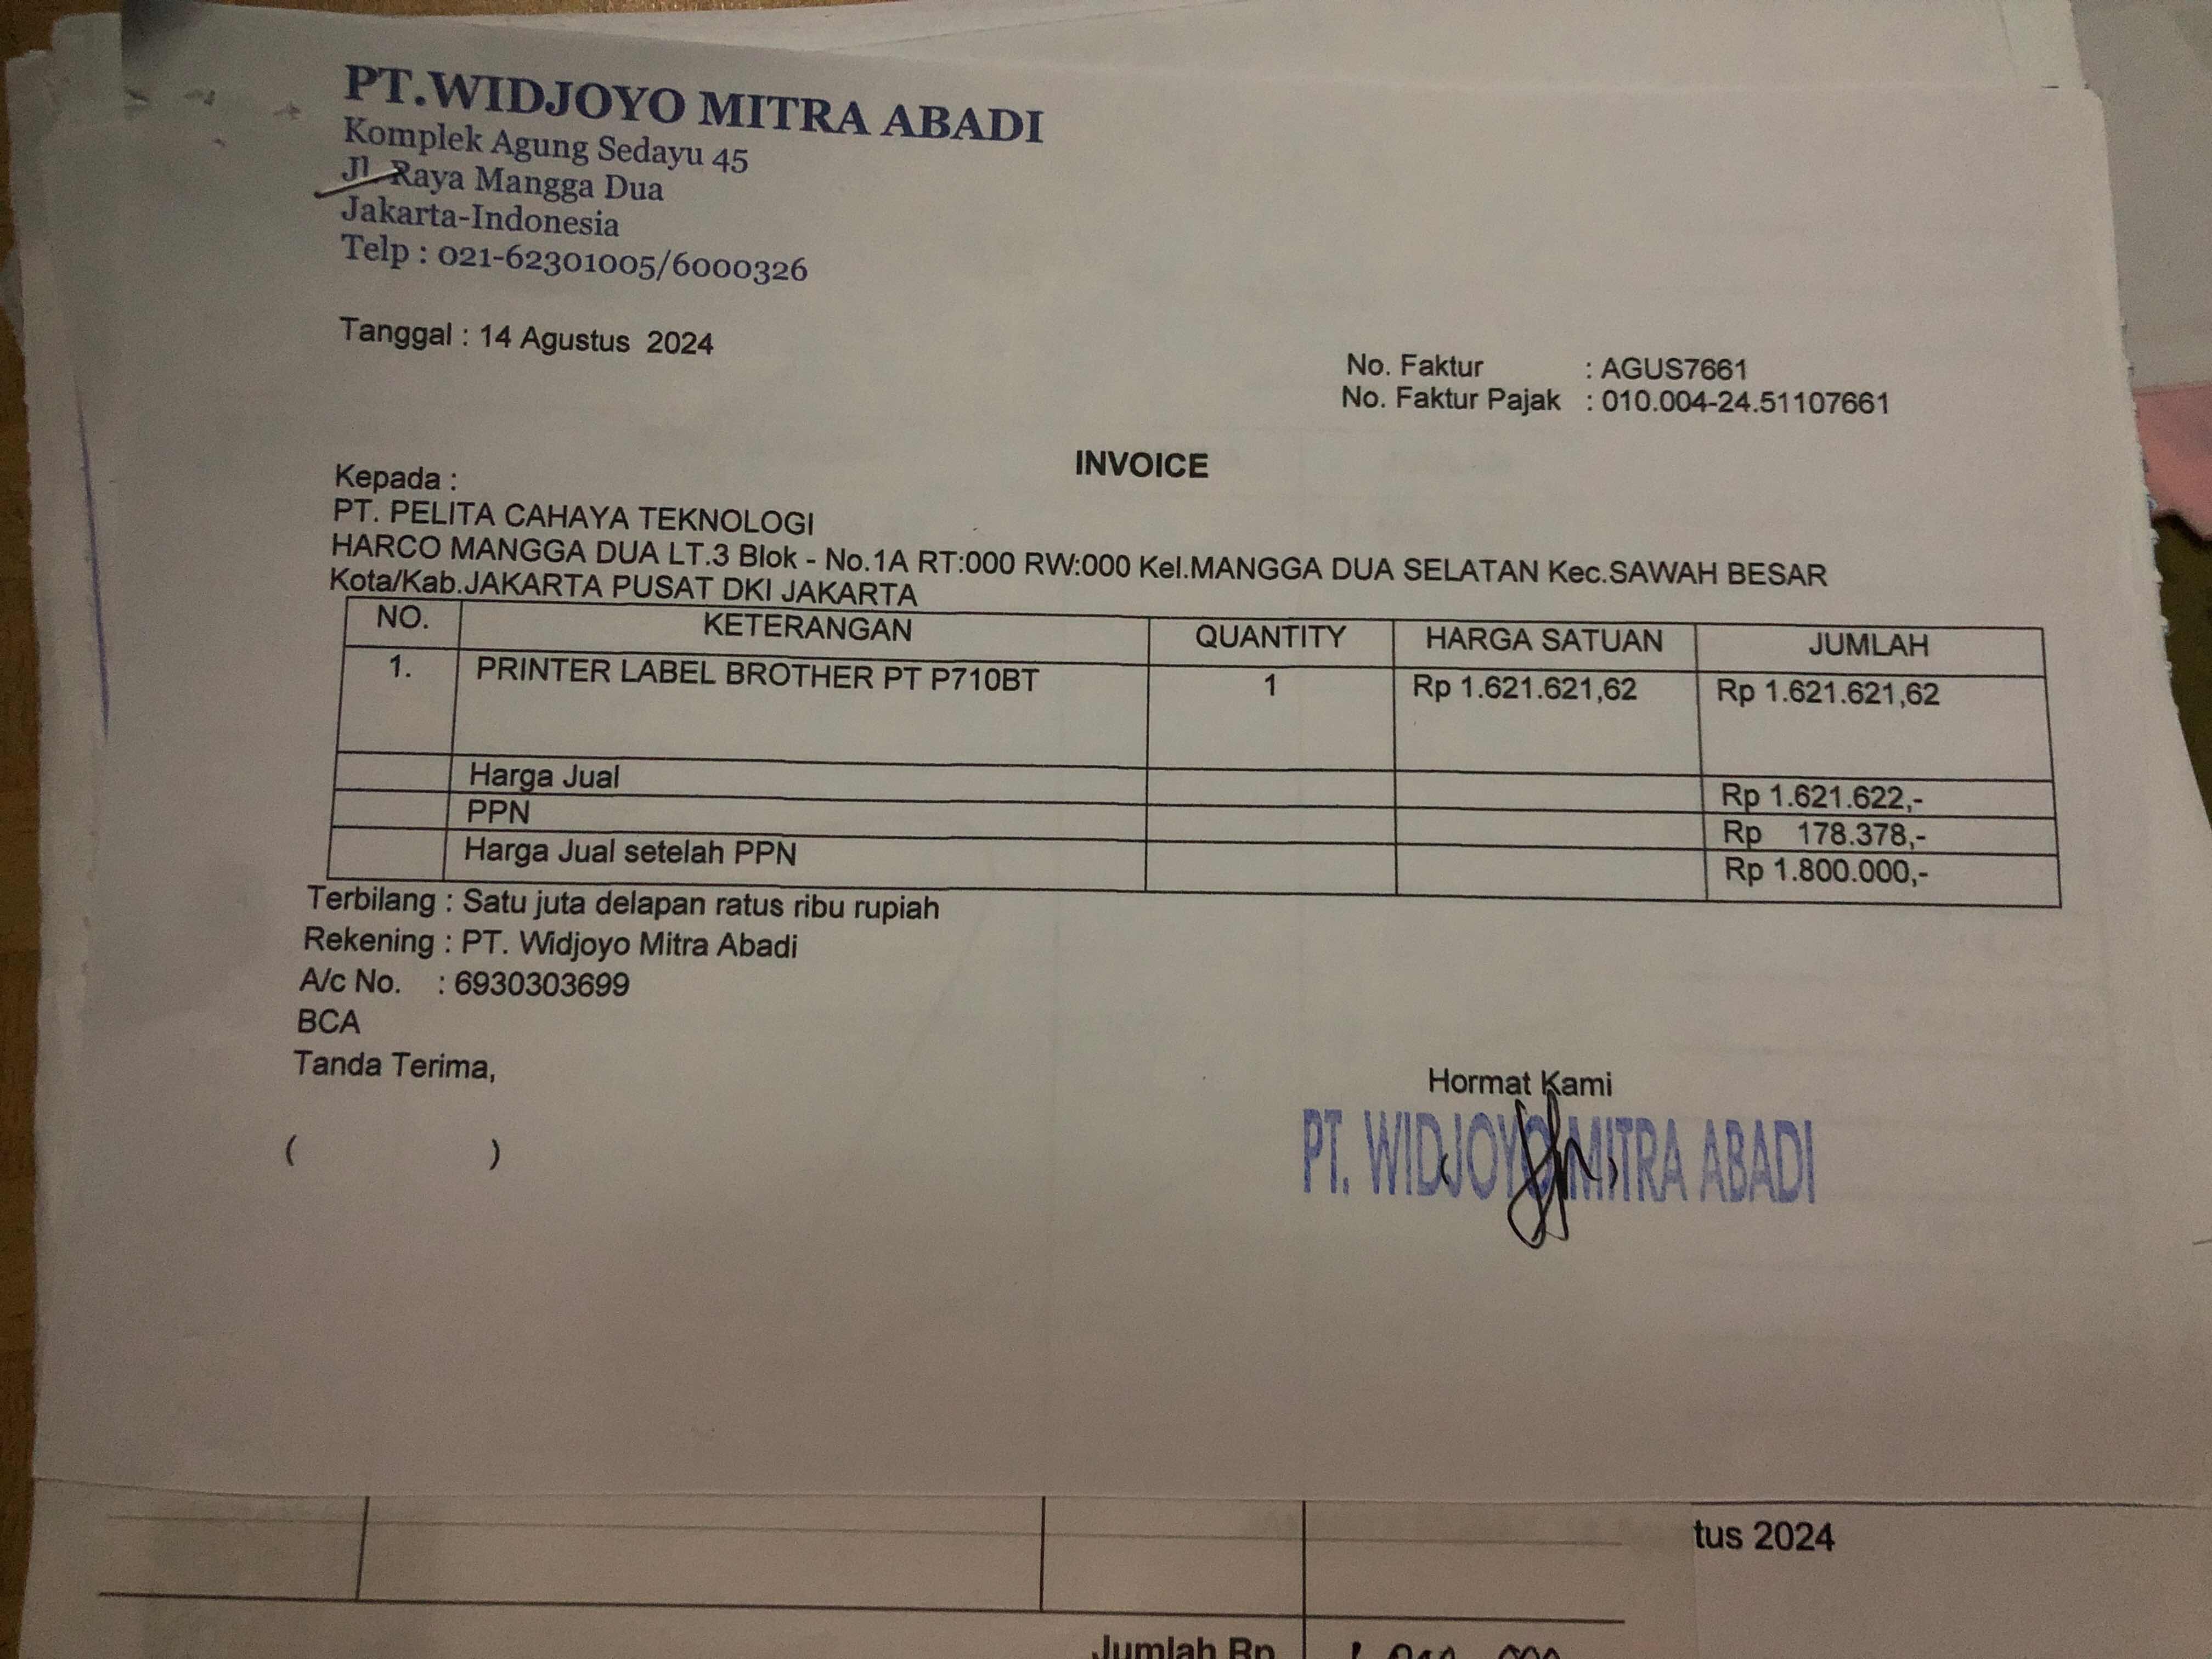 PT.WIDJOYO MITRA ABADI
Komplek Agung Sedayu 45
Jl. Raya Mangga Dua
Jakarta-Indonesia
Telp : 021-62301005/6000326
Tanggal : 14 Agustus 2024
No. Faktur : AGUS7661
No. Faktur Pajak : 010.004-24.51107661
INVOICE
Kepada :
PT. PELITA CAHAYA TEKNOLOGI
HARCO MANGGA DUA LT.3 Blok - No.1A RT:000 RW:000 Kel.MANGGA DUA SELATAN Kec.SAWAH BESAR
Kota/Kab.JAKARTA PUSAT DKI JAKARTA
NO. KETERANGAN QUANTITY HARGA SATUAN JUMLAH
1. PRINTER LABEL BROTHER PT P710BT 1 Rp 1.621.621,62 Rp 1.621.621,62
Harga Jual Rp 1.621.622,-
PPN Rp 178.378,-
Harga Jual setelah PPN Rp 1.800.000,-
Terbilang : Satu juta delapan ratus ribu rupiah
Rekening : PT. Widjoyo Mitra Abadi
A/c No. : 6930303699
BCA
Tanda Terima,
Hormat Kami
( )
PT. WIDJOYO MITRA ABADI
tus 2024
Jumlah Rp